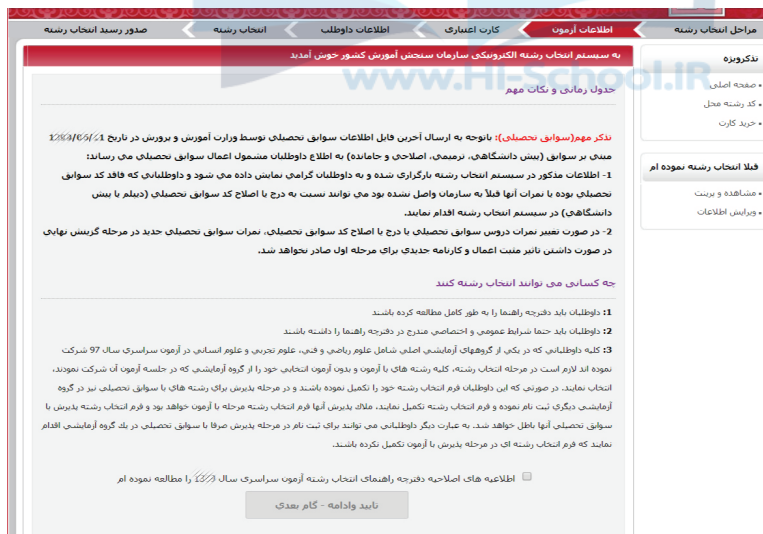 مراحل انتخاب رشته
اطلاعات آزمون
کارت اعتباری
اطلاعات داوطلب
انتخاب رشته
صدور رسید انتخاب رشته
تذکرویژه
صفحه اصلی
کد رشته محل
خرید کارت
قبلا انتخاب رشته نموده ام
مشاهده و پرینت
ویرایش اطلاعات
به سیستم انتخاب رشته الکترونیکی سازمان سنجش آموزش کشور خوش آمدید
www.Hi-School.IR
جدول زمانی و نکات مهم
تذکر مهم(سوابق تحصیلی): باتوجه به ارسال آخرین فایل اطلاعات سوابق تحصیلی توسط وزارت آموزش و پرورش در تاریخ
مبنی بر سوابق (پیش دانشگاهی، ترمیمی، اصلاحی و جامانده) به اطلاع داوطلبان مشمول اعمال سوابق تحصیلی می رساند:
1- اطلاعات مذکور در سیستم انتخاب رشته بارگزاری شده و به داوطلبان گرامی نمایش داده می شود و داوطلبانی که فاقد کد سوابق
تحصیلی بوده یا نمرات آنها قبلاً به سازمان واصل نشده بود می توانند نسبت به درج یا اصلاح کد سوابق تحصیلی (دیپلم یا پیش
دانشگاهی) در سیستم انتخاب رشته اقدام نمایند.
2- در صورت تغییر نمرات دروس سوابق تحصیلی یا درج یا اصلاح کد سوابق تحصیلی، نمرات سوابق تحصیلی جدید در مرحله گزینش نهایی
در صورت داشتن تاثیر مثبت اعمال و کارنامه جدیدی برای مرحله اول صادر نخواهد شد.
چه کسانی می توانند انتخاب رشته کنند
1: داوطلبان باید دفترچه راهنما را به طور کامل مطالعه کرده باشند
2: داوطلبان باید حتما شرایط عمومی و اختصاصی مندرج در دفترچه راهنما را داشته باشند
3: کلیه داوطلبانی که در یکی از گروههای آزمایشی اصلی شامل علوم ریاضی و فنی، علوم تجربی و علوم انسانی در آزمون سراسری سال 97 شرکت
نموده اند لازم است در مرحله انتخاب رشته، کلیه رشته های با آزمون و بدون آزمون انتخابی خود را از گروه آزمایشی که در جلسه آزمون آن شرکت نمودند،
انتخاب نمایند. در صورتی که این داوطلبان فرم انتخاب رشته خود را تکمیل نموده باشند و در مرحله پذیرش برای رشته های با سوابق تحصیلی نیز در گروه
آزمایشی دیگری ثبت نام نموده و فرم انتخاب رشته تکمیل نمایند، ملاک پذیرش آنها فرم انتخاب رشته مرحله با آزمون خواهد بود و فرم انتخاب رشته پذیرش با
سوابق تحصیلی آنها باطل خواهد شد. به عبارت دیگر داوطلبانی می توانند برای ثبت نام در مرحله پذیرش صرفا با سوابق تحصیلی در یك گروه آزمایشی اقدام
نمایند که فرم انتخاب رشته ای در مرحله پذیرش با آزمون تکمیل نکرده باشند.
اطلاعیه های اصلاحیه دفترچه راهنمای انتخاب رشته آزمون سراسری سال را مطالعه نموده ام
تایید وادامه - گام بعدی